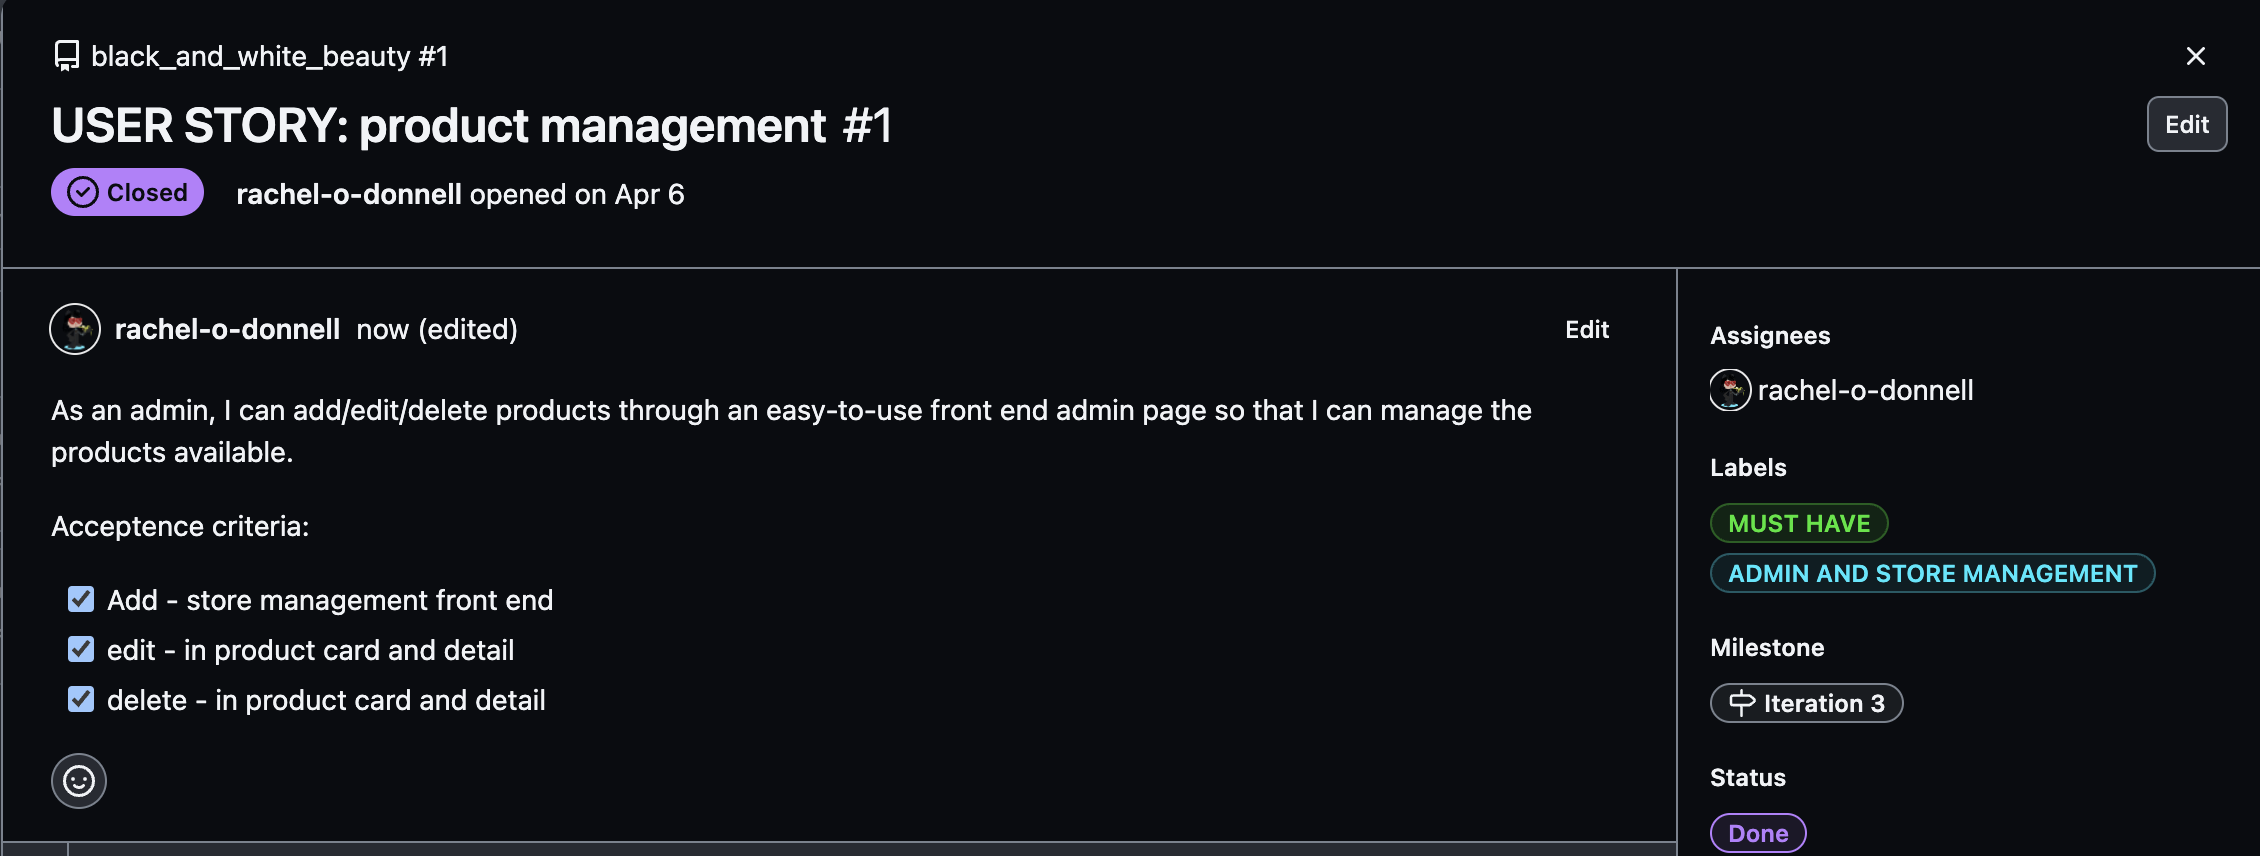 black_and_white_beauty #1
USER STORY: product management #1
Edit
Closed
rachel-o-donnell opened on Apr 6
rachel-o-donnell now (edited)
Edit
As an admin, I can add/edit/delete products through an easy-to-use front end admin page so that I can manage the
products available.
Acceptence criteria:
Add - store management front end
edit - in product card and detail
delete - in product card and detail
Assignees
rachel-o-donnell
Labels
MUST HAVE
ADMIN AND STORE MANAGEMENT
Milestone
Iteration 3
Status
Done